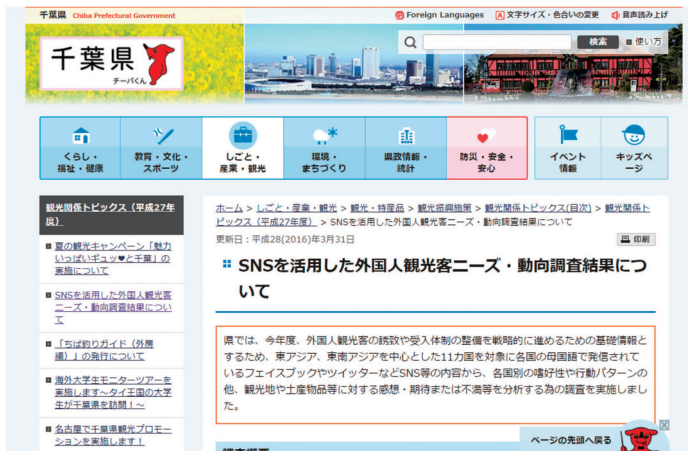 千葉県 Chiba Prefectural Government
Foreign Languages 文字サイズ・色合いの変更 音声読み上げ
千葉県
チーバくん
検索 使い方
くらし・
福祉・健康
教育・文化・
スポーツ
しごと・
産業・観光
環境・
まちづくり
県政情報・
統計
防災・安全・
安心
イベント
情報
キッズペ
ージ
観光関係トピックス（平成27年
度）
夏の観光キャンペーン「魅力
いっぱいギュッ♥と千葉」の
実施について
SNSを活用した外国人観光客
ニーズ・動向調査結果につい
て
「ちば釣りガイド（外房
編）」の発行について
海外大学生モニターツアーを
実施します～タイ王国の大学
生が千葉県を訪問！～
名古屋で千葉県観光プロモー
ションを実施します！
ホーム > しごと・産業・観光 > 観光・特産品 > 観光振興施策 > 観光関係トピックス(目次) > 観光関係ト
ピックス（平成27年度） > SNSを活用した外国人観光客ニーズ・動向調査結果について
更新日：平成28(2016)年3月31日
印刷
SNSを活用した外国人観光客ニーズ・動向調査結果につ
いて
県では、今年度、外国人観光客の誘致や受入体制の整備を戦略的に進めるための基礎情報と
するため、東アジア、東南アジアを中心とした11カ国を対象に各国の母国語で発信されて
いるフェイスブックやツイッターなどSNS等の内容から、各国別の嗜好性や行動パターンの
他、観光地や土産物品等に対する感想・期待または不満等を分析する為の調査を実施しまし
た。
ページの先頭へ戻る